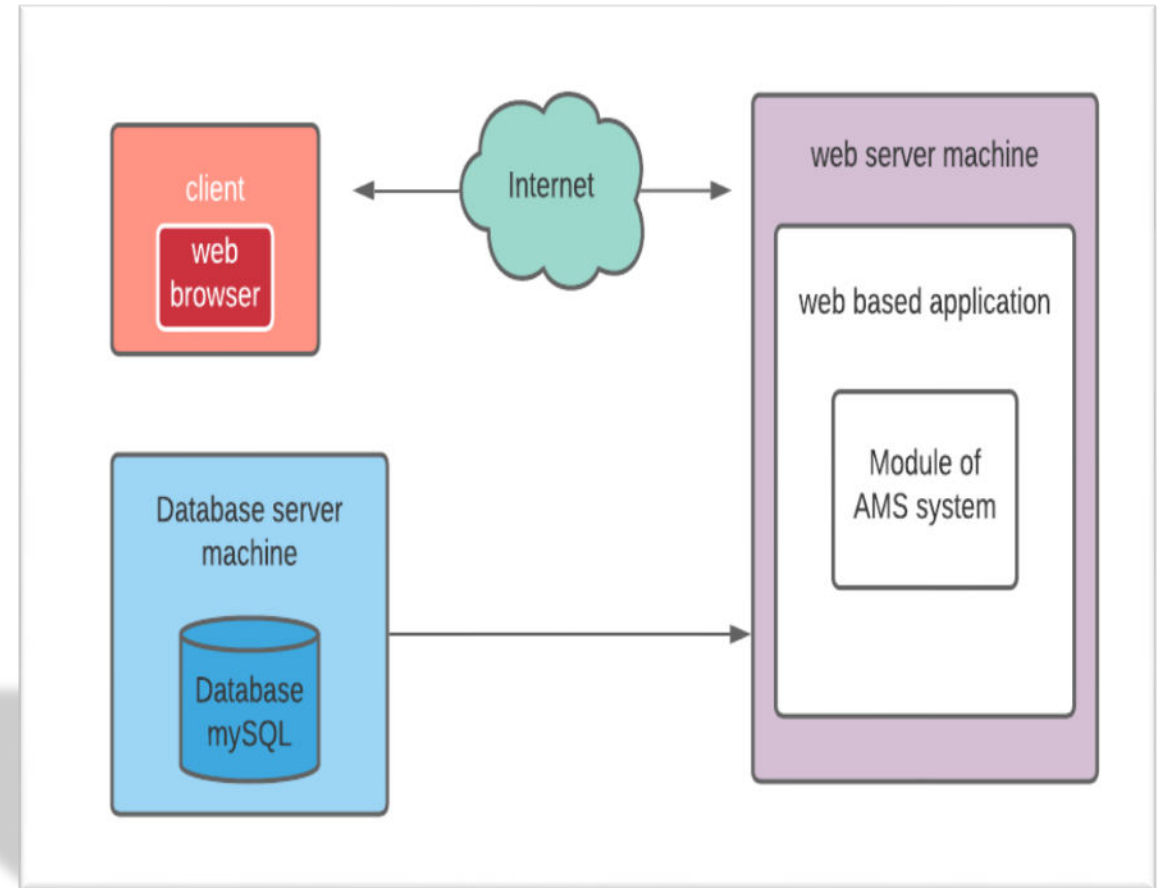 client
web
browser
Internet
web server machine
web based application
Module of
AMS system
Database server
machine
Database
mySQL